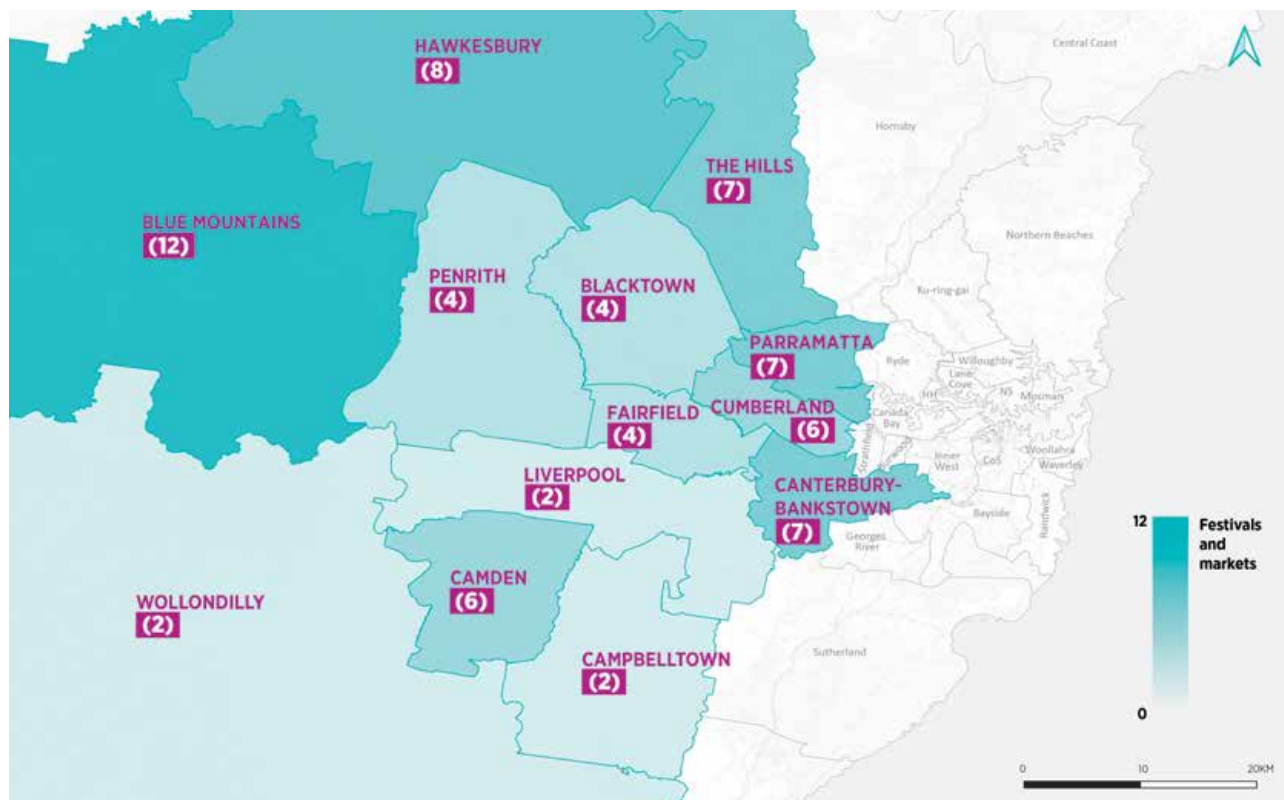 HAWKESBURY
(8)
Central Coast
Hornsby
THE HILLS
(7)
BLUE MOUNTAINS
(12)
Northern Beaches
PENRITH
(4)
BLACKTOWN
(4)
Ku-ring-gai
PARRAMATTA
(7)
Ryde
Willoughby
Lane
Cove
HH
NS
Mosman
FAIRFIELD
(4)
CUMBERLAND
(6)
Canada
Bay
Strathfield
Burwood
Inner
West
CoS
Woollahra
Waverley
LIVERPOOL
(2)
CANTERBURY-
BANKSTOWN
(7)
Bayside
Randwick
Georges
River
12
Festivals
and
markets
0
CAMDEN
(6)
WOLLONDILLY
(2)
CAMPBELLTOWN
(2)
Sutherland
0 10 20KM